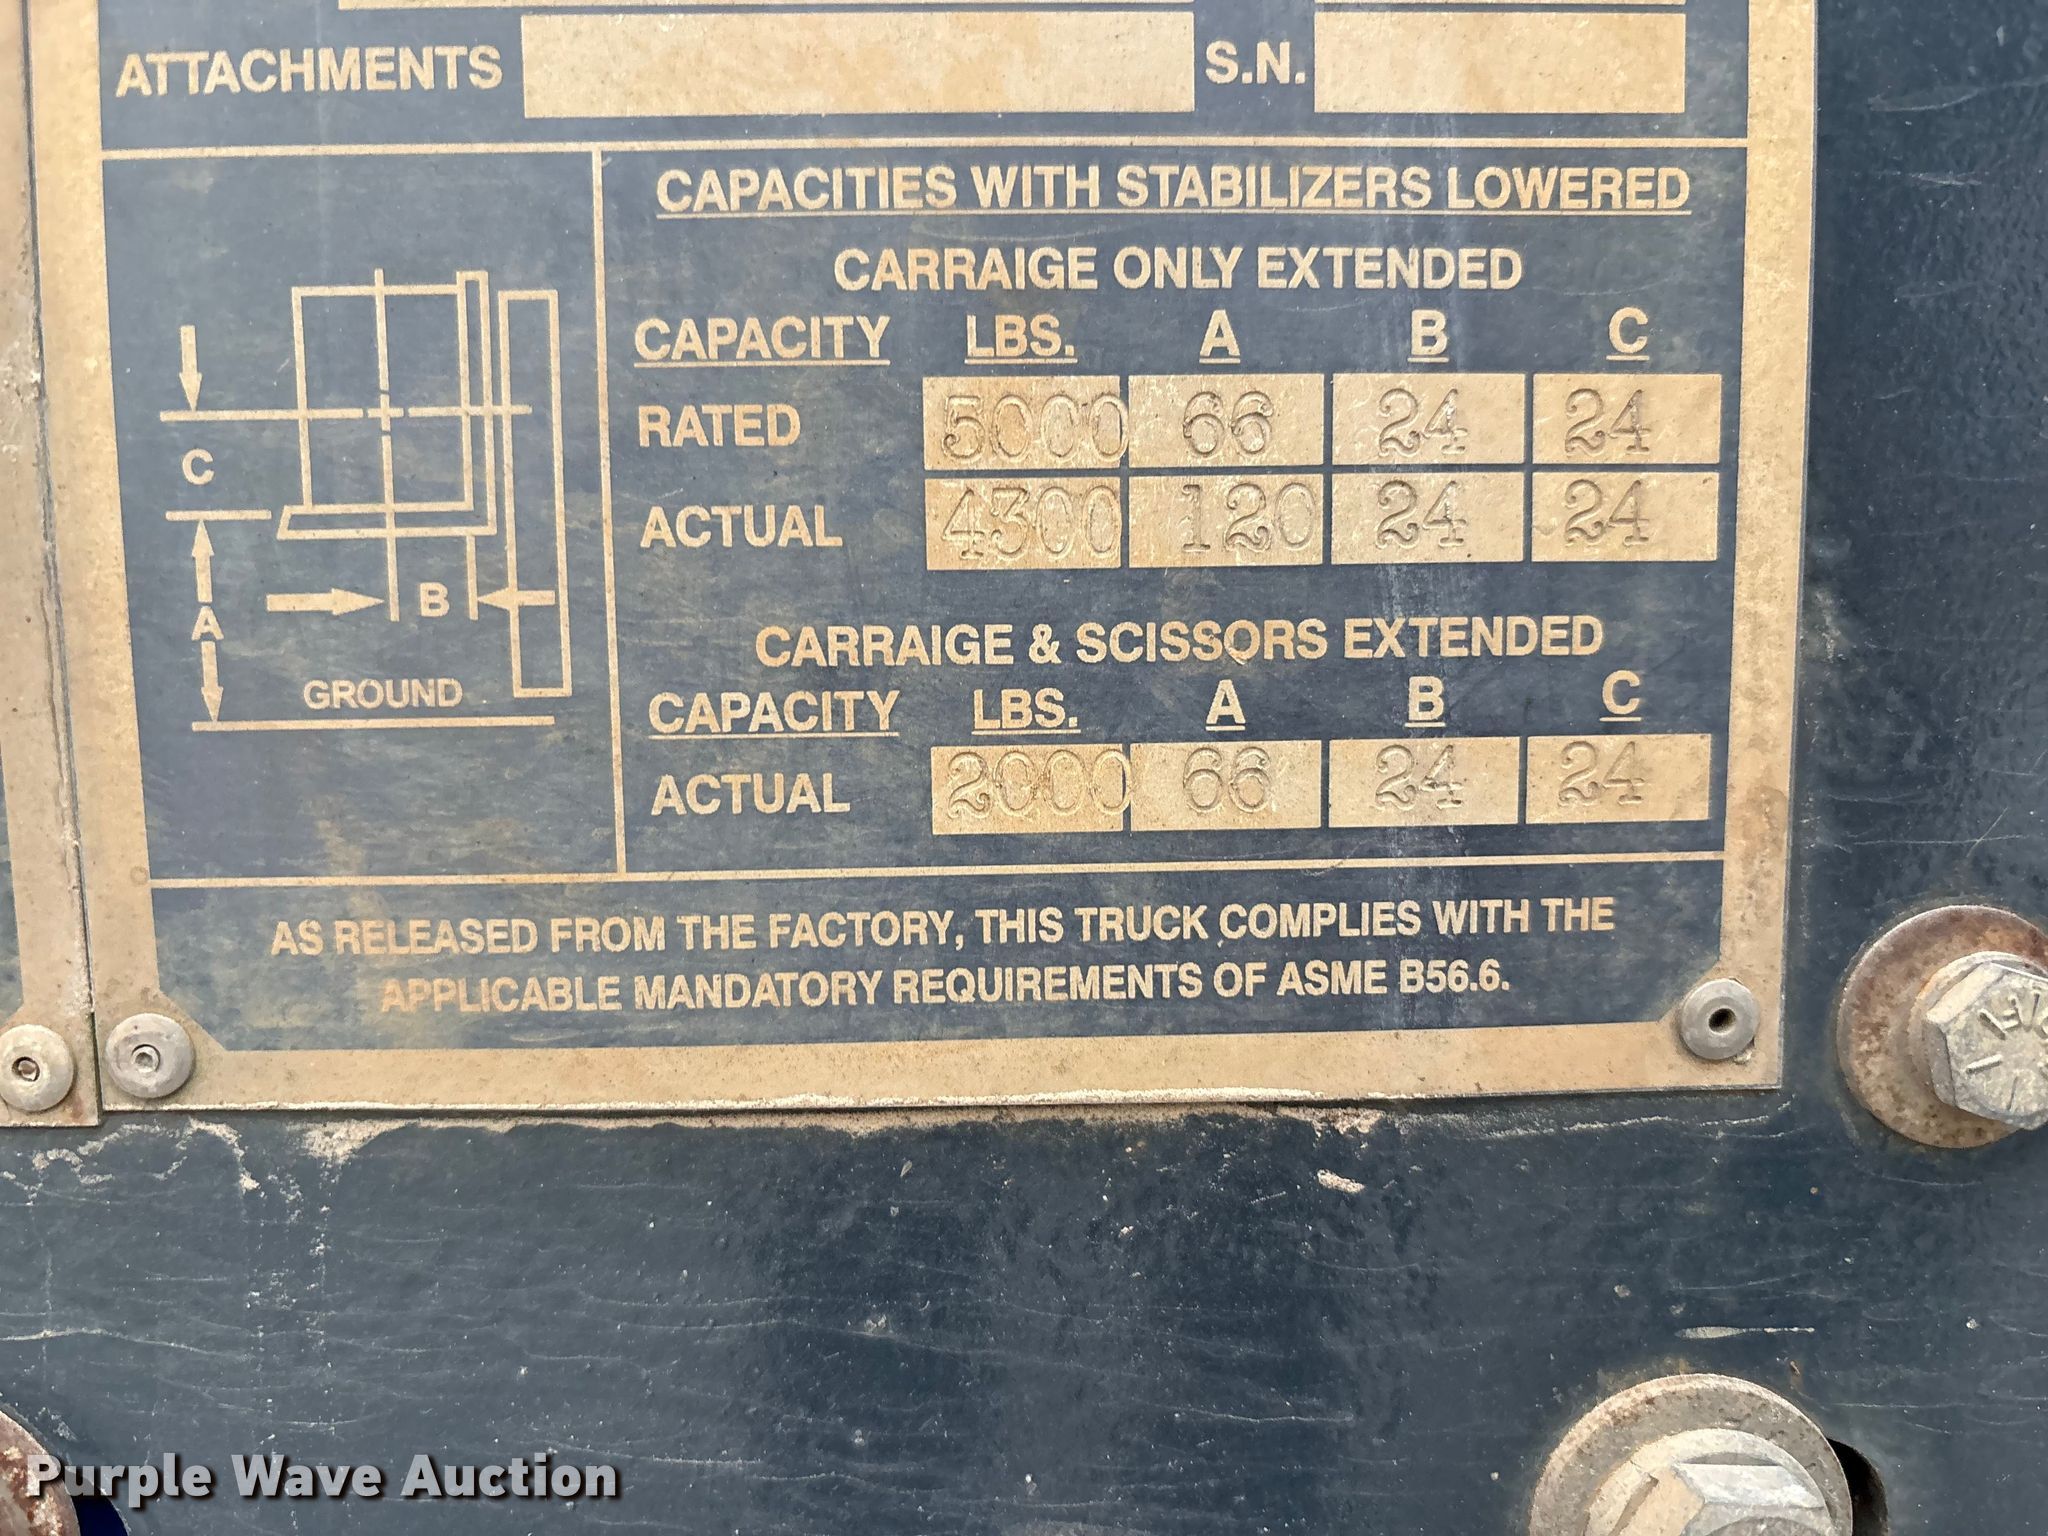 ATTACHMENTS S.N.
CAPACITIES WITH STABILIZERS LOWERED
CARRAIGE ONLY EXTENDED
CAPACITY LBS. A B C
RATED 5000 66 24 24
ACTUAL 4300 120 24 24
CARRAIGE & SCISSORS EXTENDED
CAPACITY LBS. A B C
ACTUAL 2000 66 24 24
C
B
A
GROUND
AS RELEASED FROM THE FACTORY, THIS TRUCK COMPLIES WITH THE
APPLICABLE MANDATORY REQUIREMENTS OF ASME B56.6.
Purple Wave Auction